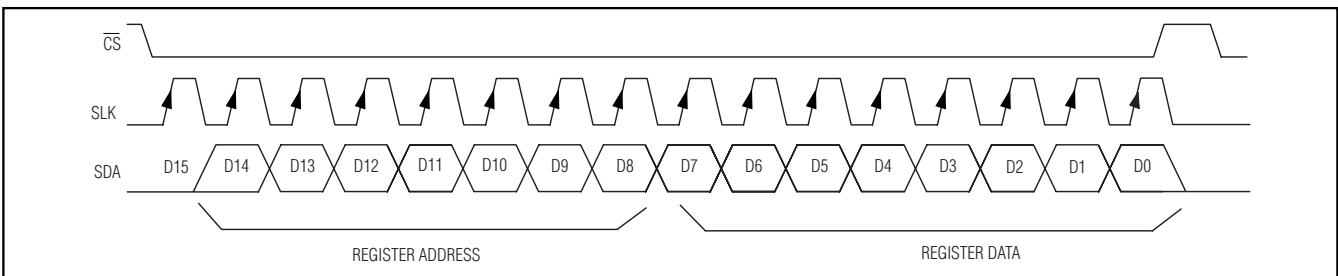 CS
SLK
SDA D15 D14 D13 D12 D11 D10 D9 D8 D7 D6 D5 D4 D3 D2 D1 D0
REGISTER ADDRESS REGISTER DATA